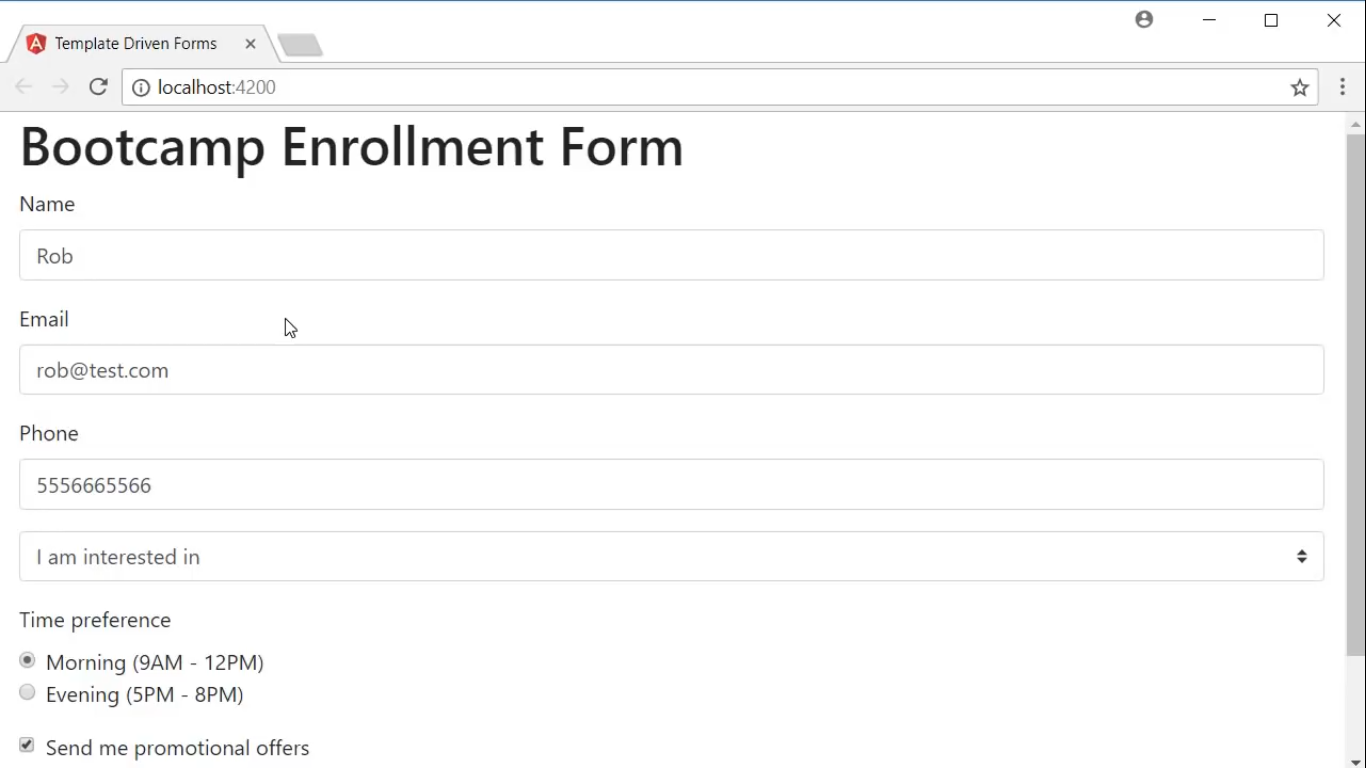 Template Driven Forms
localhost:4200
Bootcamp Enrollment Form
Name
Rob
Email
rob@test.com
Phone
5556665566
I am interested in
Time preference
Morning (9AM - 12PM)
Evening (5PM - 8PM)
Send me promotional offers